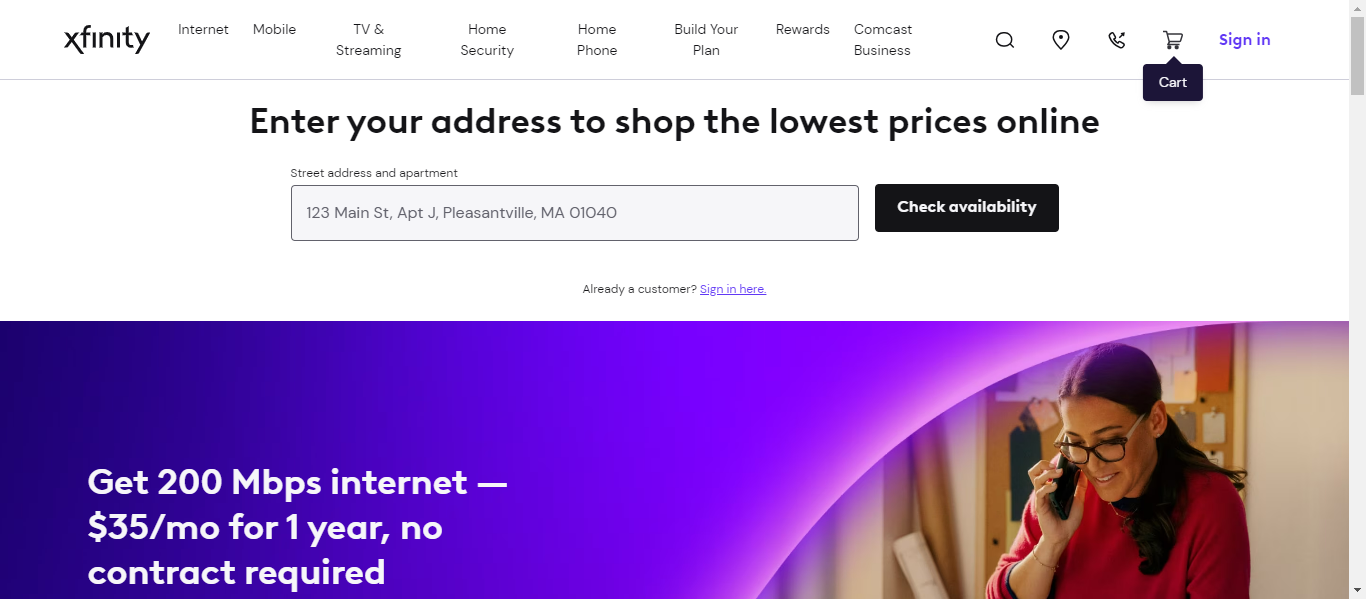 xfinity
Internet
Mobile
TV &
Streaming
Home
Security
Home
Phone
Build Your
Plan
Rewards
Comcast
Business
Sign in
Cart
Enter your address to shop the lowest prices online
Street address and apartment
123 Main St, Apt J, Pleasantville, MA 01040
Check availability
Already a customer? Sign in here.
Get 200 Mbps internet —
$35/mo for 1 year, no
contract required